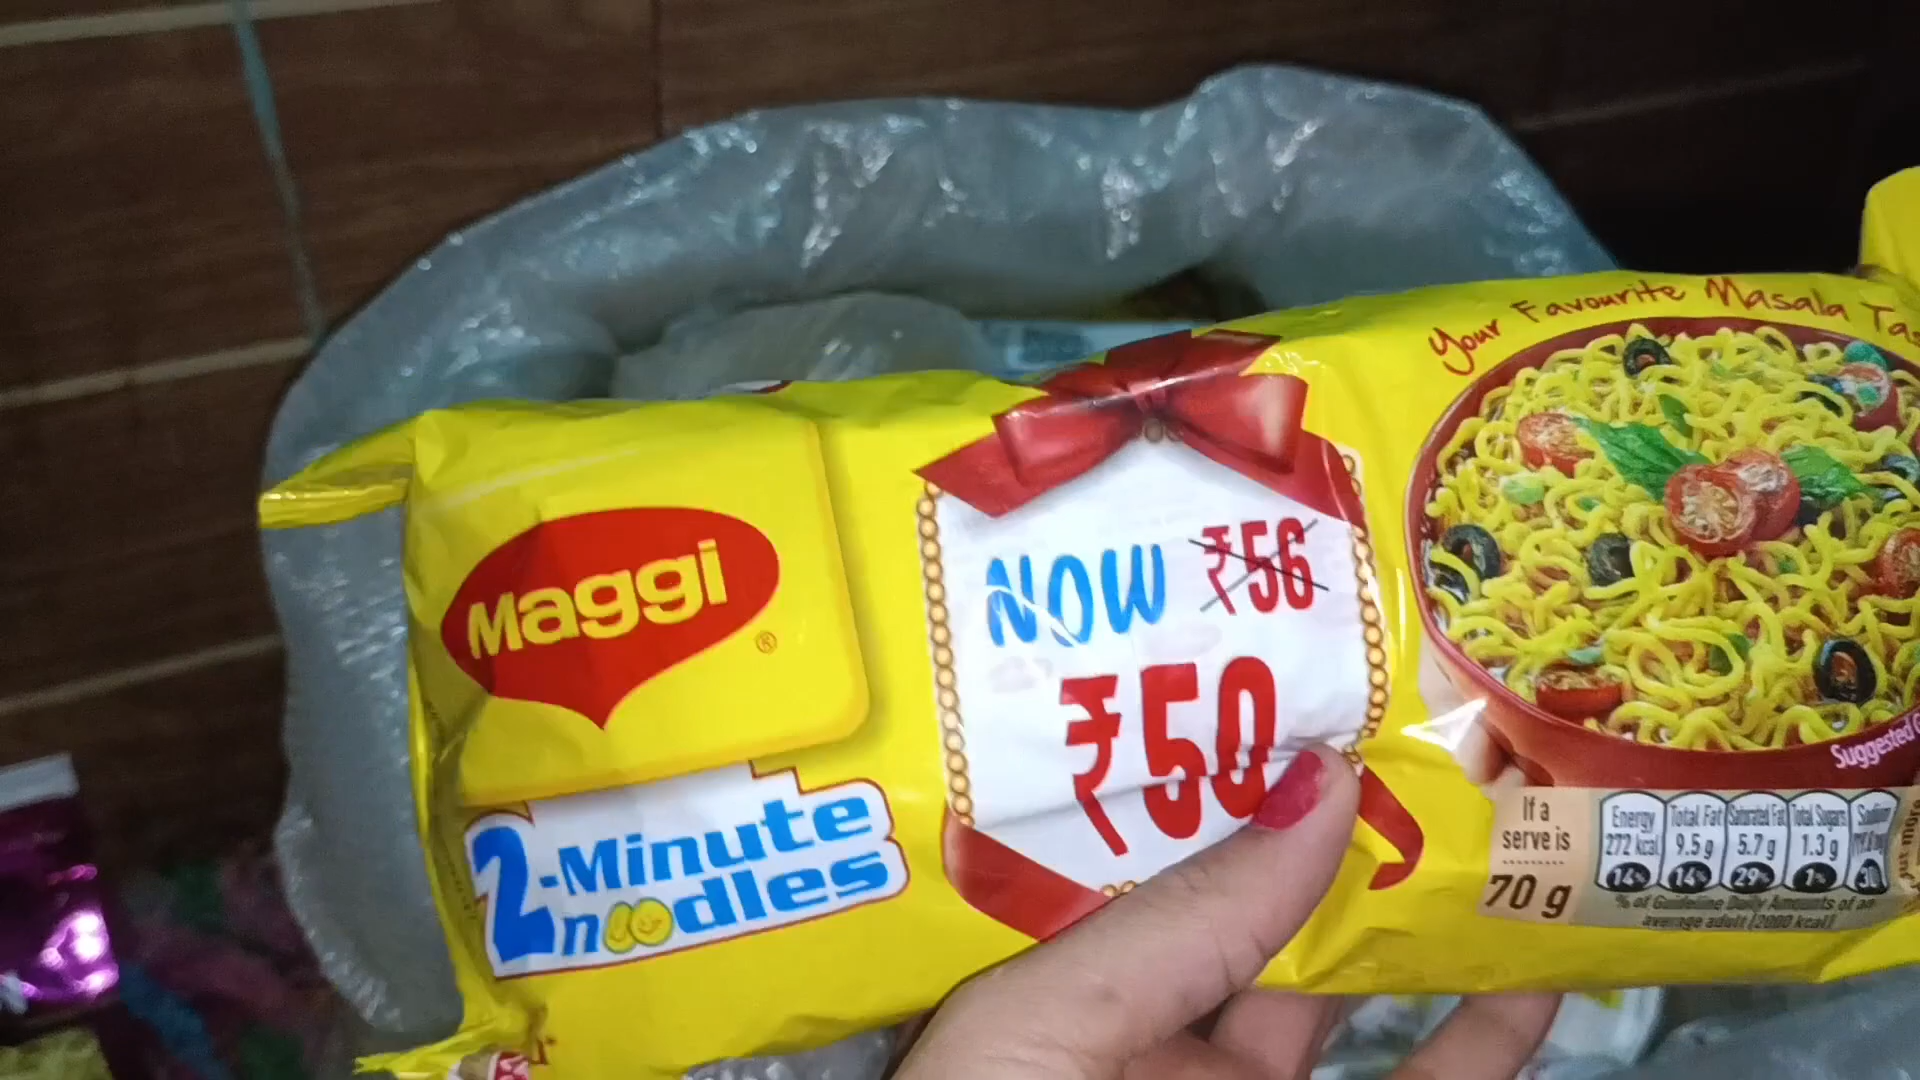 Your Favourite Masala
Maggi
®
NOW ₹56
₹50
2-Minute
noodles
Suggested
If a
serve is
70 g
Energy
272 kcal
14%
Total Fat
9.5 g
14%
Saturated Fat
5.7 g
29%
Total Sugars
1.3 g
1%
Sodium
% of Guideline Daily Amounts of an
average adult (2000 kcal)